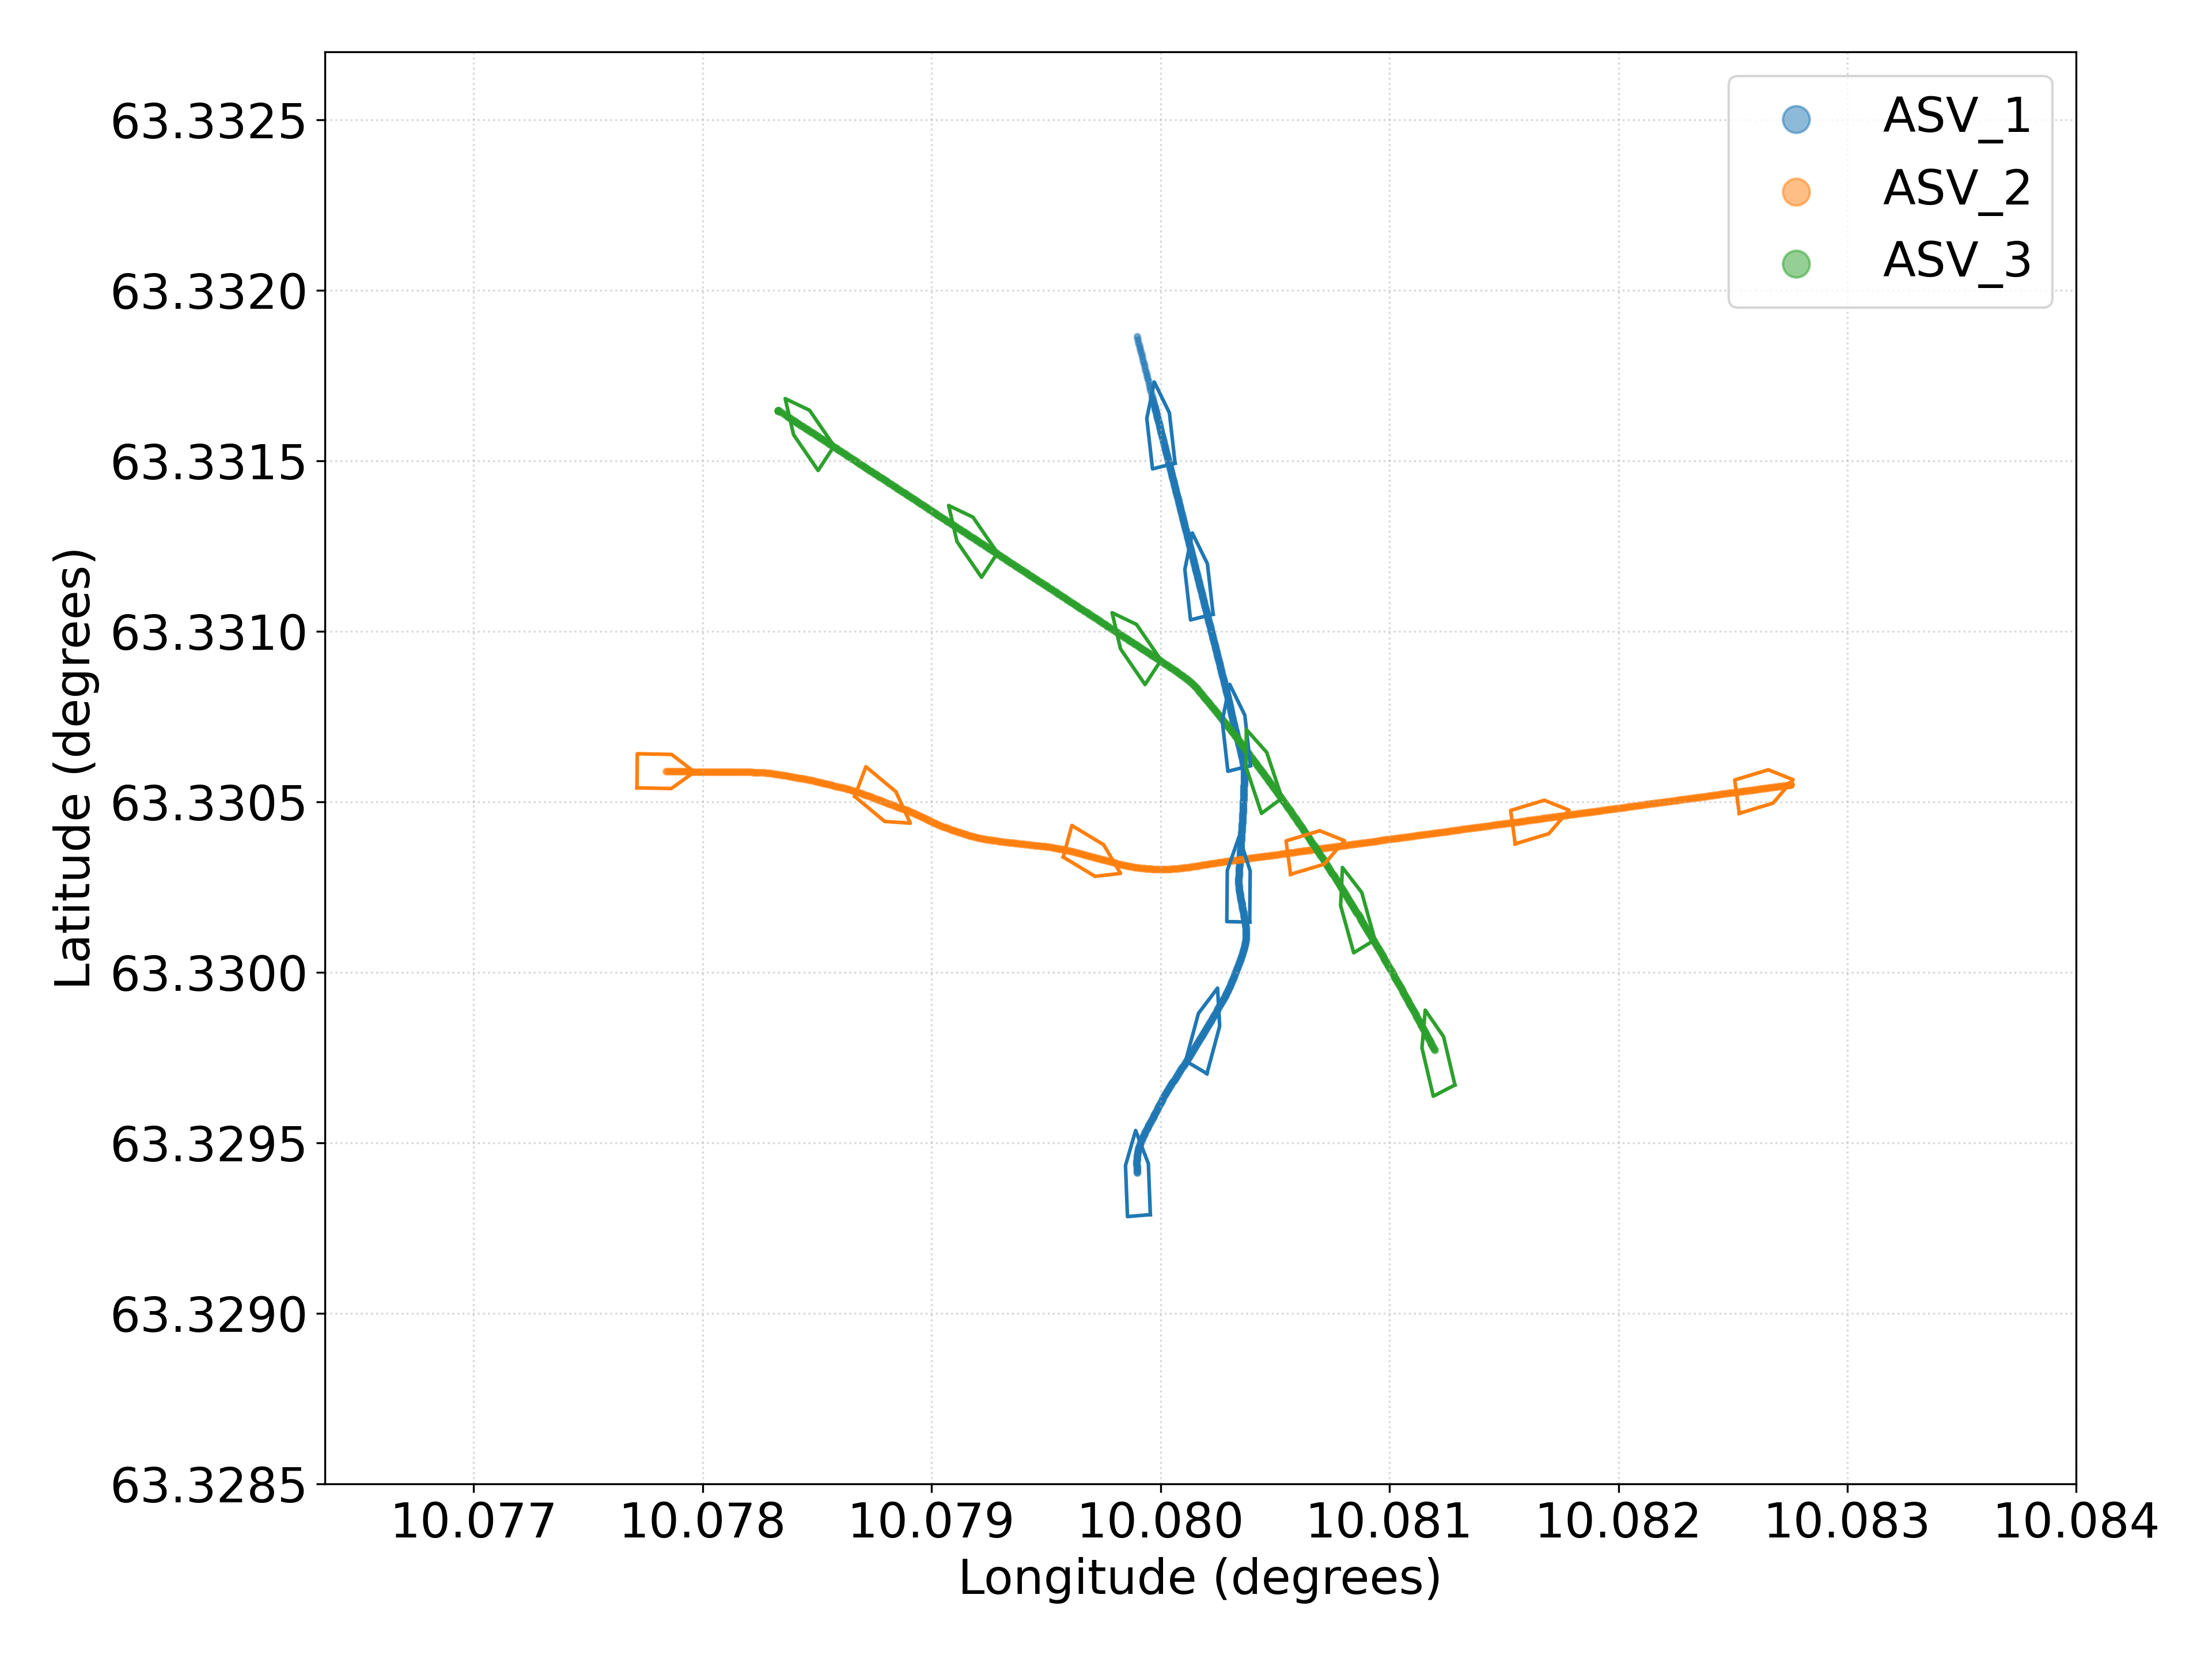 ASV_1
ASV_2
ASV_3
Latitude (degrees)
63.3325
63.3320
63.3315
63.3310
63.3305
63.3300
63.3295
63.3290
63.3285
10.077 10.078 10.079 10.080 10.081 10.082 10.083 10.084
Longitude (degrees)